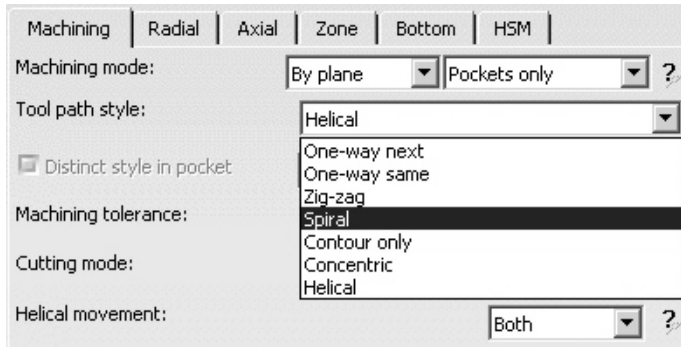 Machining Radial Axial Zone Bottom HSM
Machining mode: By plane Pockets only ?
Tool path style: Helical
One-way next
Distinct style in pocket One-way same
Zig-zag
Machining tolerance: Spiral
Contour only
Cutting mode: Concentric
Helical
Helical movement: Both ?